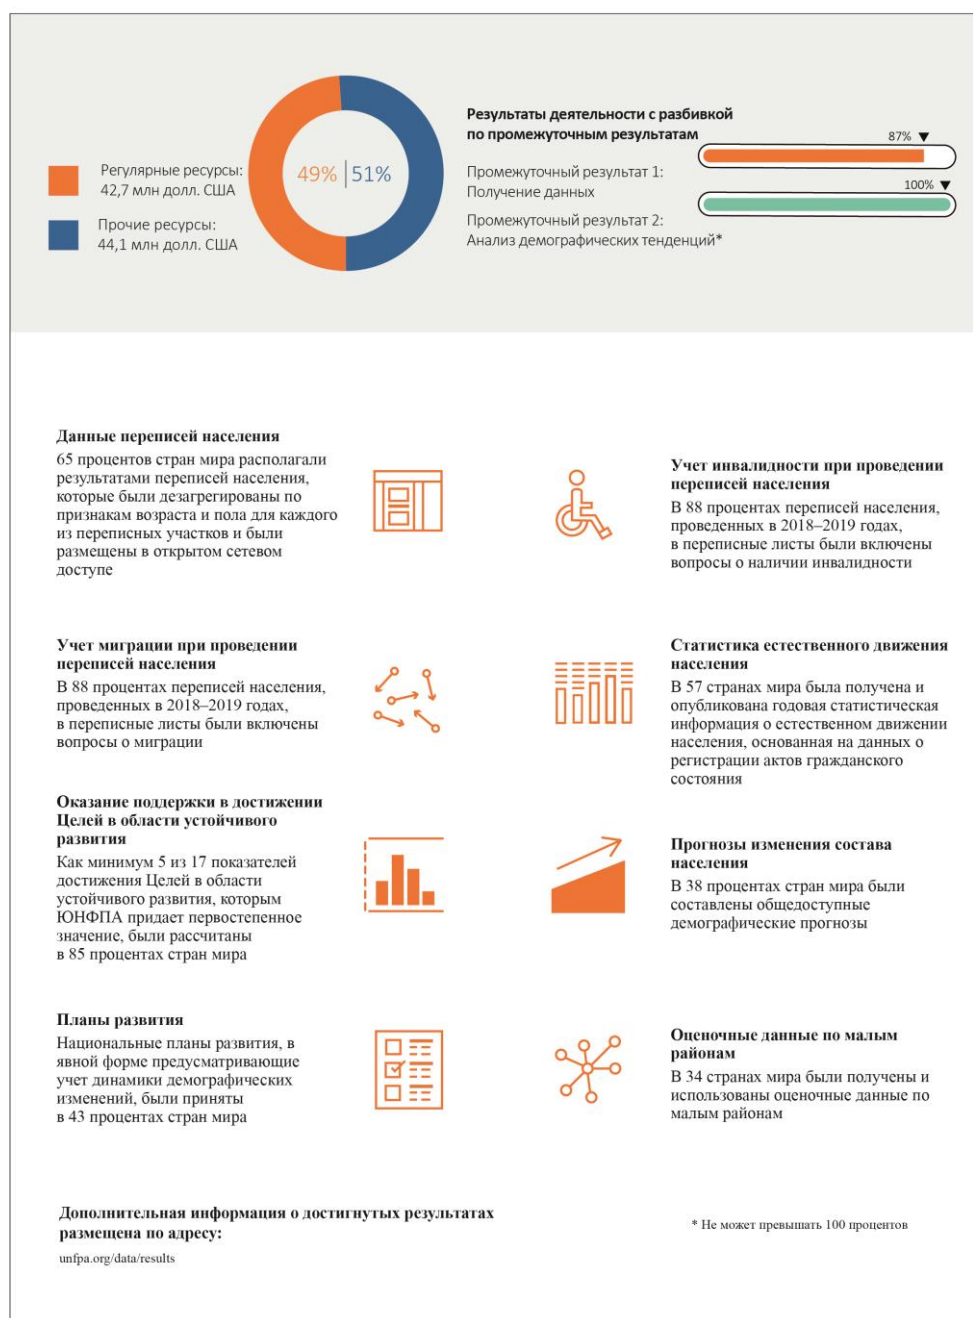 Регулярные ресурсы:
42,7 млн долл. США
Прочие ресурсы:
44,1 млн долл. США
49% | 51%
Результаты деятельности с разбивкой
по промежуточным результатам
87%
Промежуточный результат 1:
Получение данных
100%
Промежуточный результат 2:
Анализ демографических тенденций*
Данные переписей населения
65 процентов стран мира располагали
результатами переписей населения,
которые были дезагрегированы по
признакам возраста и пола для каждого
из переписных участков и были
размещены в открытом сетевом
доступе
Учет инвалидности при проведении
переписей населения
В 88 процентах переписей населения,
проведенных в 2018–2019 годах,
в переписные листы были включены
вопросы о наличии инвалидности
Учет миграции при проведении
переписей населения
В 88 процентах переписей населения,
проведенных в 2018–2019 годах,
в переписные листы были включены
вопросы о миграции
Статистика естественного движения
населения
В 57 странах мира была получена и
опубликована годовая статистическая
информация о естественном движении
населения, основанная на данных о
регистрации актов гражданского
состояния
Оказание поддержки в достижении
Целей в области устойчивого
развития
Как минимум 5 из 17 показателей
достижения Целей в области
устойчивого развития, которым
ЮНФПА придает первостепенное
значение, были рассчитаны
в 85 процентах стран мира
Прогнозы изменения состава
населения
В 38 процентах стран мира были
составлены общедоступные
демографические прогнозы
Планы развития
Национальные планы развития, в
явной форме предусматривающие
учет динамики демографических
изменений, были приняты
в 43 процентах стран мира
Оценочные данные по малым
районам
В 34 странах мира были получены и
использованы оценочные данные по
малым районам
Дополнительная информация о достигнутых результатах
размещена по адресу:
unfpa.org/data/results
* Не может превышать 100 процентов